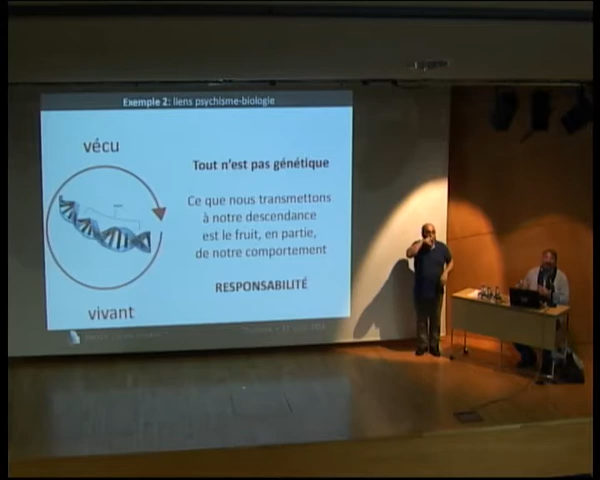 Exemple 2: liens psychisme-biologie
vécu
Tout n'est pas génétique
Ce que nous transmettons
à notre descendance
est le fruit, en partie,
de notre comportement
RESPONSABILITÉ
vivant